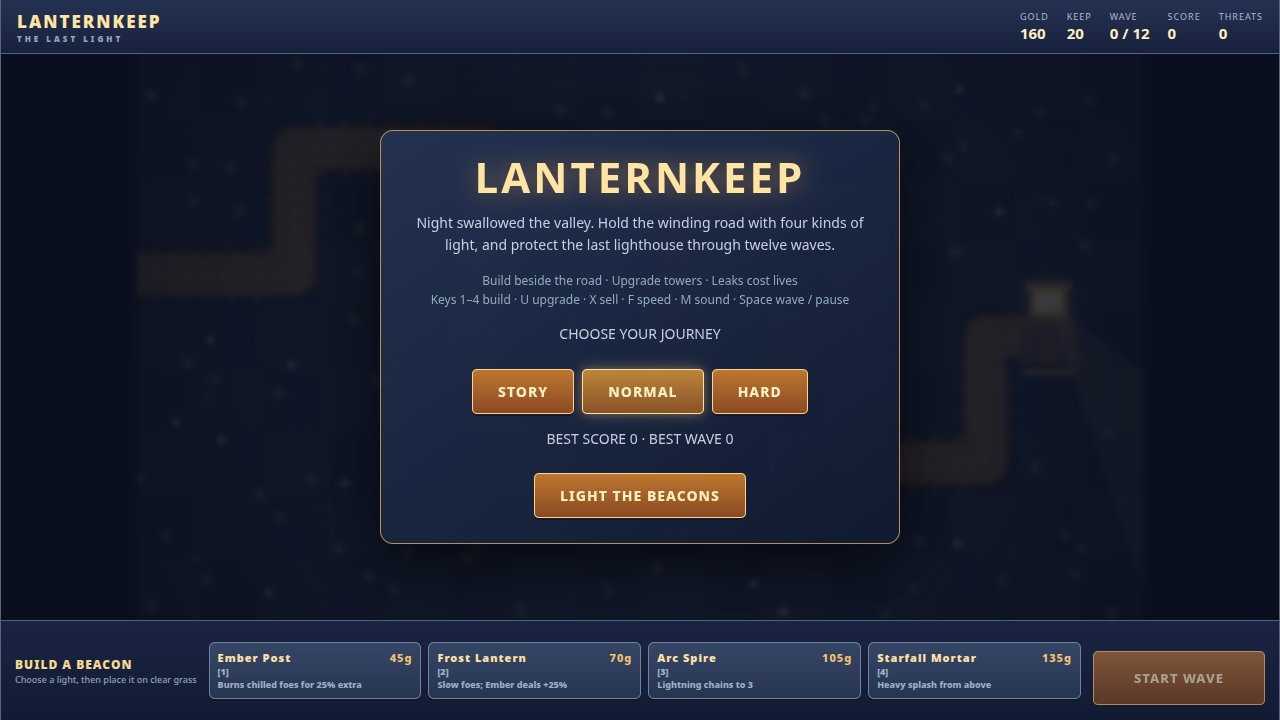 LANTERNKEEP
THE LAST LIGHT
GOLD KEEP WAVE SCORE THREATS
160 20 0 / 12 0 0
LANTERNKEEP
Night swallowed the valley. Hold the winding road with four kinds of
light, and protect the last lighthouse through twelve waves.
Build beside the road · Upgrade towers · Leaks cost lives
Keys 1–4 build · U upgrade · X sell · F speed · M sound · Space wave / pause
CHOOSE YOUR JOURNEY
STORY NORMAL HARD
BEST SCORE 0 · BEST WAVE 0
LIGHT THE BEACONS
BUILD A BEACON
Choose a light, then place it on clear grass
Ember Post 45g
[1]
Burns chilled foes for 25% extra
Frost Lantern 70g
[2]
Slow foes; Ember deals +25%
Arc Spire 105g
[3]
Lightning chains to 3
Starfall Mortar 135g
[4]
Heavy splash from above
START WAVE